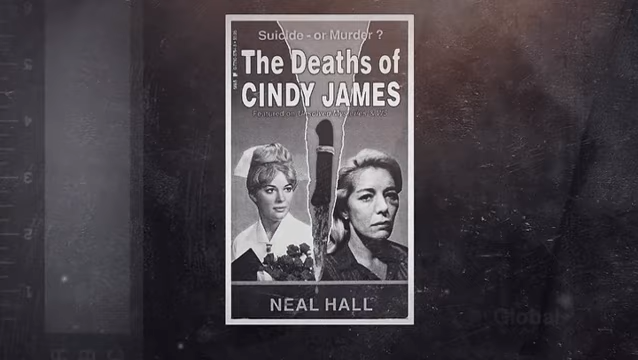 Suicide - or Murder ?
The Deaths of
CINDY JAMES
NEAL HALL
Global